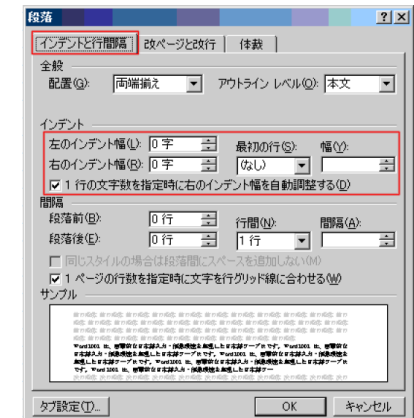 段落
インデントと行間隔 改ページと改行 体裁
全般
配置(G): 両端揃え アウトライン レベル(O): 本文
インデント
左のインデント幅(L): 0 字 最初の行(S): 幅(Y):
右のインデント幅(R): 0 字 (なし)
1 行の文字数を指定時に右のインデント幅を自動調整する(D)
間隔
段落前(B): 0 行 行間(N): 間隔(A):
段落後(E): 0 行 1 行
同じスタイルの場合は段落間にスペースを追加しない(M)
1 ページの行数を指定時に文字を行グリッド線に合わせる(W)
サンプル
タブ設定(T)... OK キャンセル